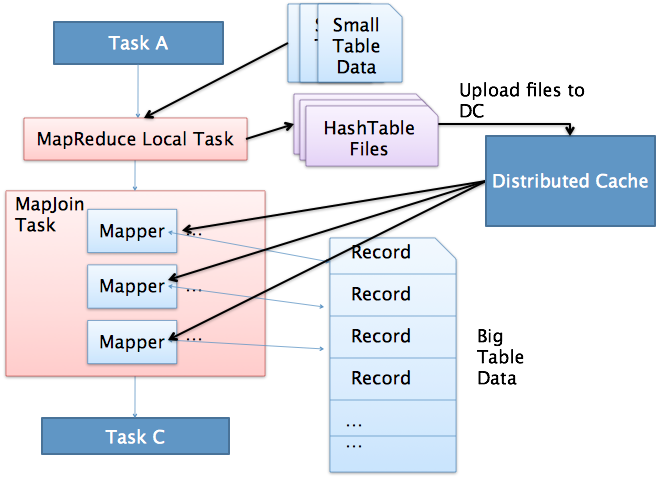 Task A
S
T
Small
Table
Data
Upload files to
DC
MapReduce Local Task
HashTable
Files
Distributed Cache
MapJoin
Task
Mapper
...
Mapper
...
Mapper
...
Record
Record
Record
Record
...
...
Big
Table
Data
Task C